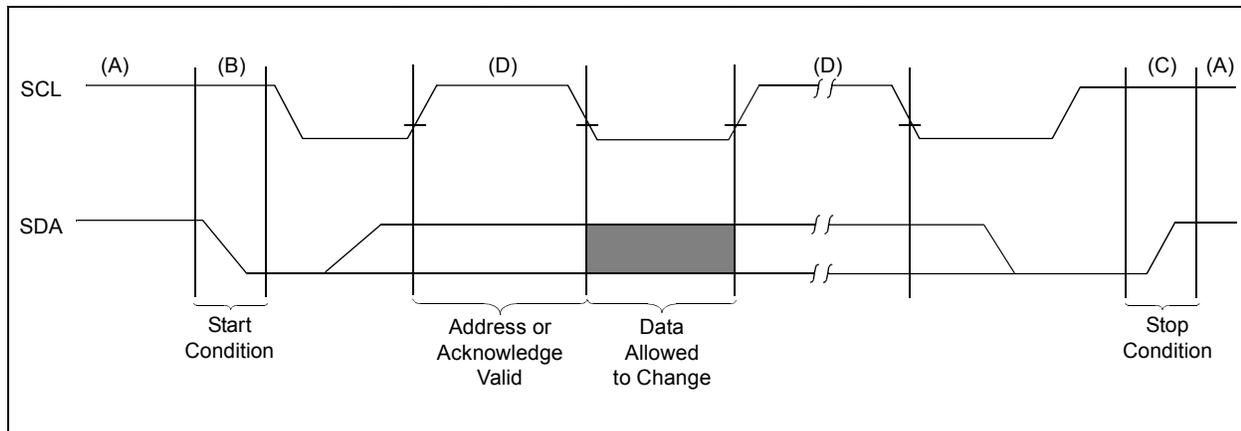 (A) (B) (D) (D) (C) (A)
SCL
SDA
Start
Condition
Address or
Acknowledge
Valid
Data
Allowed
to Change
Stop
Condition